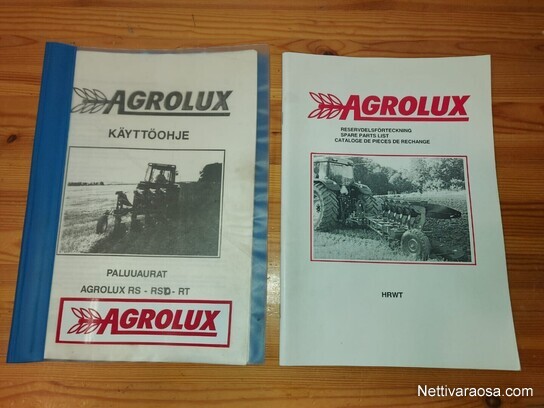 AGROLUX
KÄYTTÖOHJE
PALUUAURAT
AGROLUX RS - RSD - RT
AGROLUX
AGROLUX
RESERVDELSFÖRTECKNING
SPARE PARTS LIST
CATALOGE DE PIECES DE RECHANGE
HRWT
Nettivaraosa.com